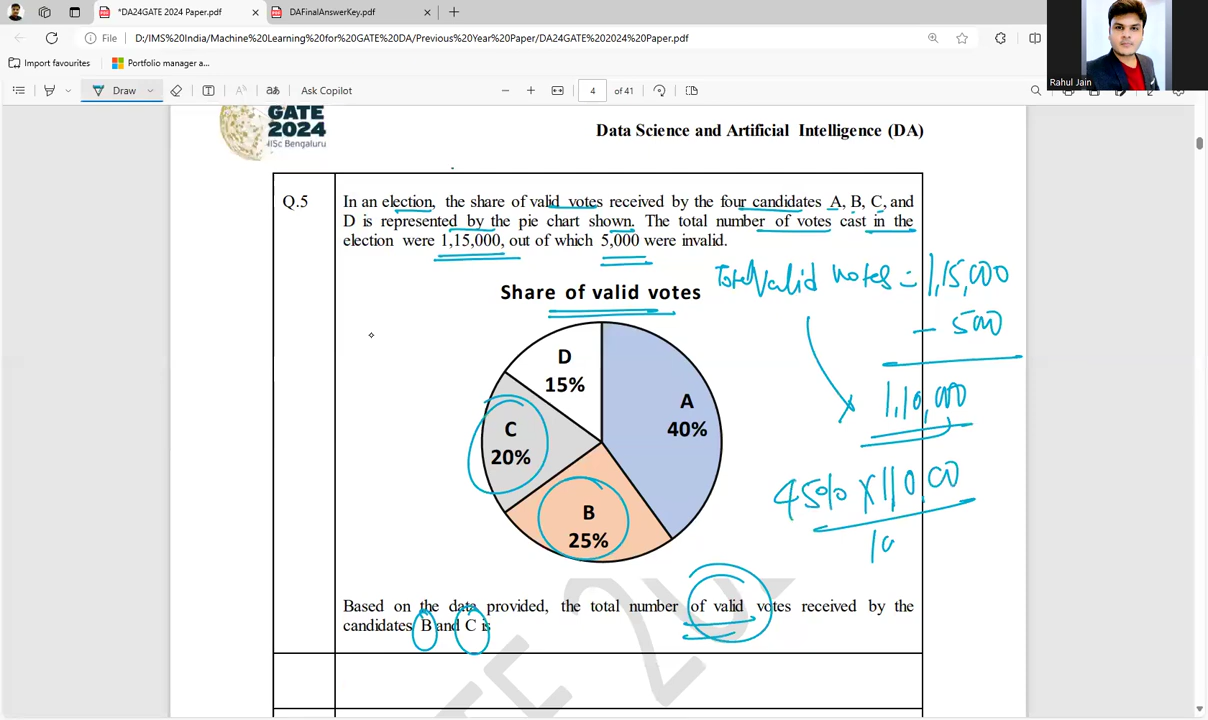 *DA24GATE 2024 Paper.pdf
DAFinalAnswerKey.pdf
File
D:/IMS%20India/Machine%20Learning%20for%20GATE%20DA/Previous%20Year%20Paper/DA24GATE%202024%20Paper.pdf
Import favourites
Portfolio manager a...
Rahul Jain
Draw
Ask Copilot
4
of 41
GATE
2024
IISc Bengaluru
Data Science and Artificial Intelligence (DA)
Q.5
In an election, the share of valid votes received by the four candidates A, B, C, and
D is represented by the pie chart shown. The total number of votes cast in the
election were 1,15,000, out of which 5,000 were invalid.
Total valid votes = 1,15,000
- 5000
1,10,000
45% x 110,00
10
Share of valid votes
D
15%
A
40%
C
20%
B
25%
Based on the data provided, the total number of valid votes received by the
candidates B and C is